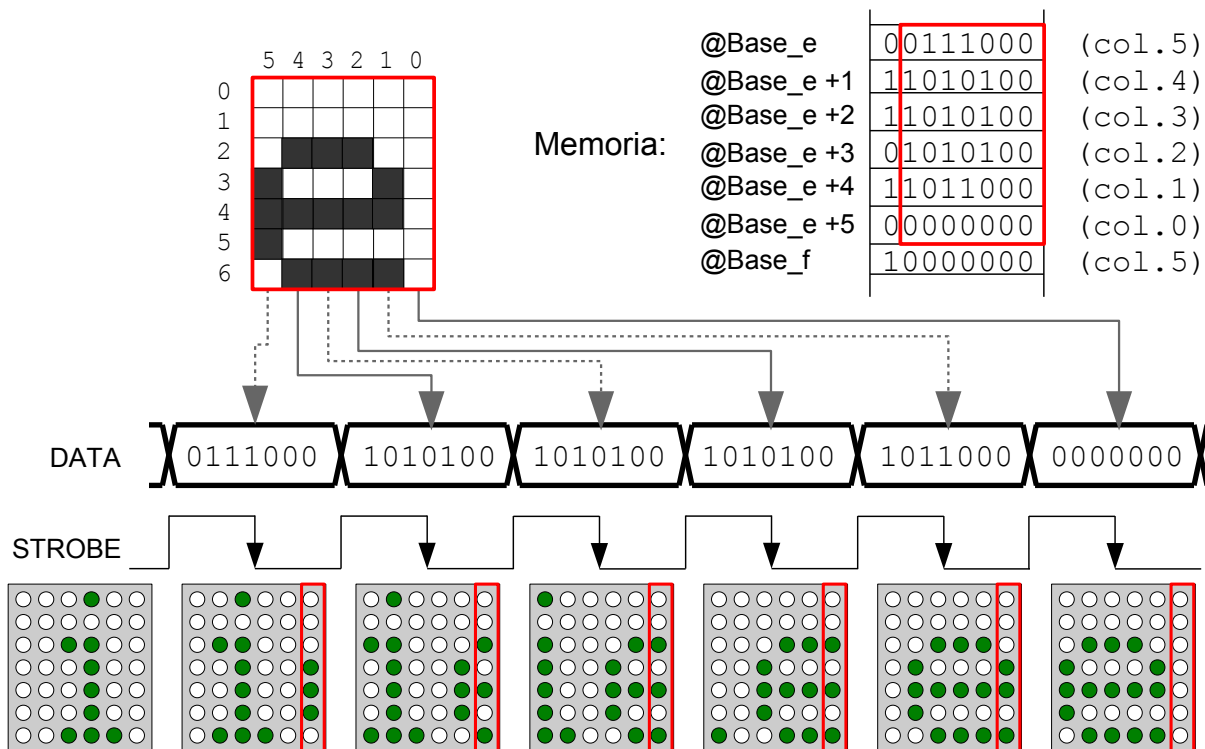 5 4 3 2 1 0
0
1
2
3
4
5
6
Memoria:
@Base_e 00111000 (col.5)
@Base_e +1 11010100 (col.4)
@Base_e +2 11010100 (col.3)
@Base_e +3 01010100 (col.2)
@Base_e +4 11011000 (col.1)
@Base_e +5 00000000 (col.0)
@Base_f 10000000 (col.5)
DATA 0111000 1010100 1010100 1010100 1011000 0000000
STROBE